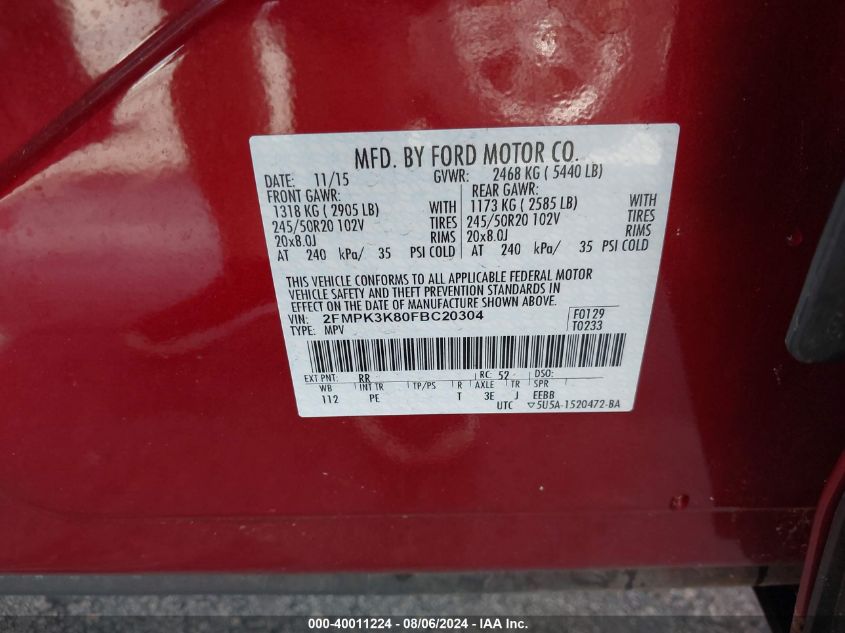 MFD. BY FORD MOTOR CO.
DATE: 11/15 GVWR: 2468 KG ( 5440 LB)
FRONT GAWR: REAR GAWR:
1318 KG ( 2905 LB) WITH 1173 KG ( 2585 LB) WITH
245/50R20 102V TIRES 245/50R20 102V TIRES
20x8.0J RIMS 20x8.0J RIMS
AT 240 kPa/ 35 PSI COLD AT 240 kPa/ 35 PSI COLD
THIS VEHICLE CONFORMS TO ALL APPLICABLE FEDERAL MOTOR
VEHICLE SAFETY AND THEFT PREVENTION STANDARDS IN
EFFECT ON THE DATE OF MANUFACTURE SHOWN ABOVE.
VIN: 2FMPK3K80FBC20304 F0129
TYPE: MPV T0233
EXT PNT: RR RC: 52 DSO:
WB INT TR TP/PS R AXLE TR SPR
112 PE T 3E J EEBB
UTC ▽5U5A-1520472-BA
000-40011224 - 08/06/2024 - IAA Inc.